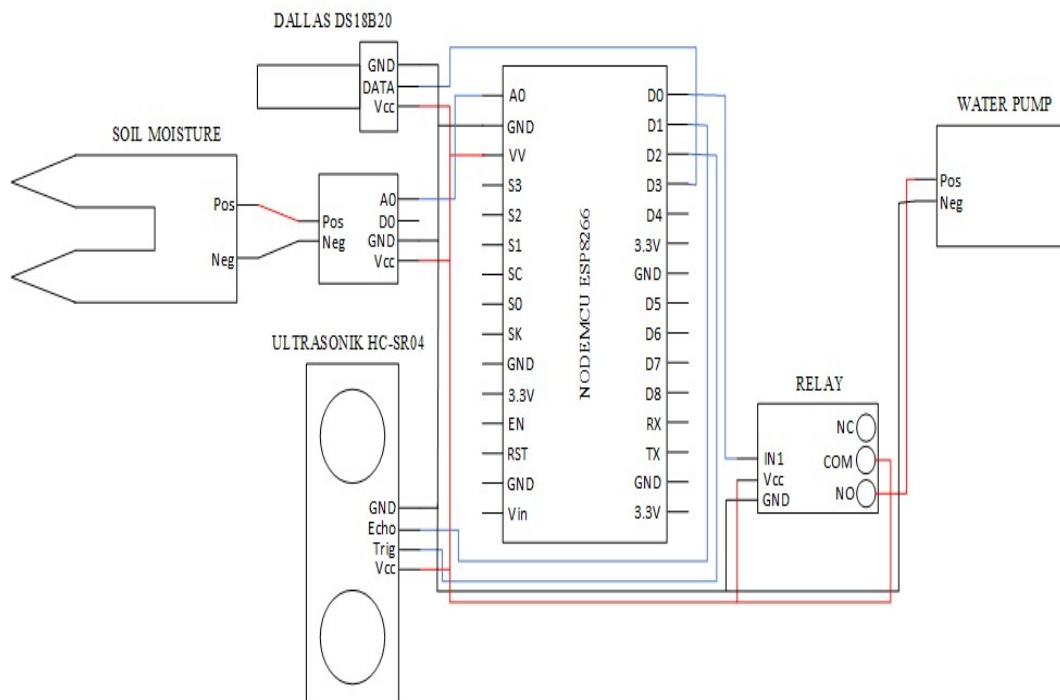 DALLAS DS18B20
GND
DATA
Vcc
SOIL MOISTURE
Pos
Neg
Pos
Neg
A0
D0
GND
Vcc
ULTRASONIK HC-SR04
GND
Echo
Trig
Vcc
NODEMCU ESP8266
A0
GND
VV
S3
S2
S1
SC
S0
SK
GND
3.3V
EN
RST
GND
Vin
D0
D1
D2
D3
D4
3.3V
GND
D5
D6
D7
D8
RX
TX
GND
3.3V
WATER PUMP
Pos
Neg
RELAY
IN1
Vcc
GND
NC
COM
NO